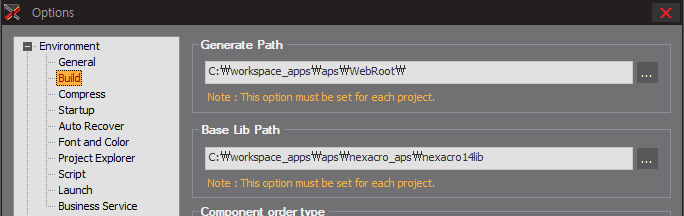 Options
Environment
General
Build
Compress
Startup
Auto Recover
Font and Color
Project Explorer
Script
Launch
Business Service
Generate Path
C:₩workspace_apps₩aps₩WebRoot₩
...
Note : This option must be set for each project.
Base Lib Path
C:₩workspace_apps₩aps₩nexacro_aps₩nexacro14lib
...
Note : This option must be set for each project.
Component order type